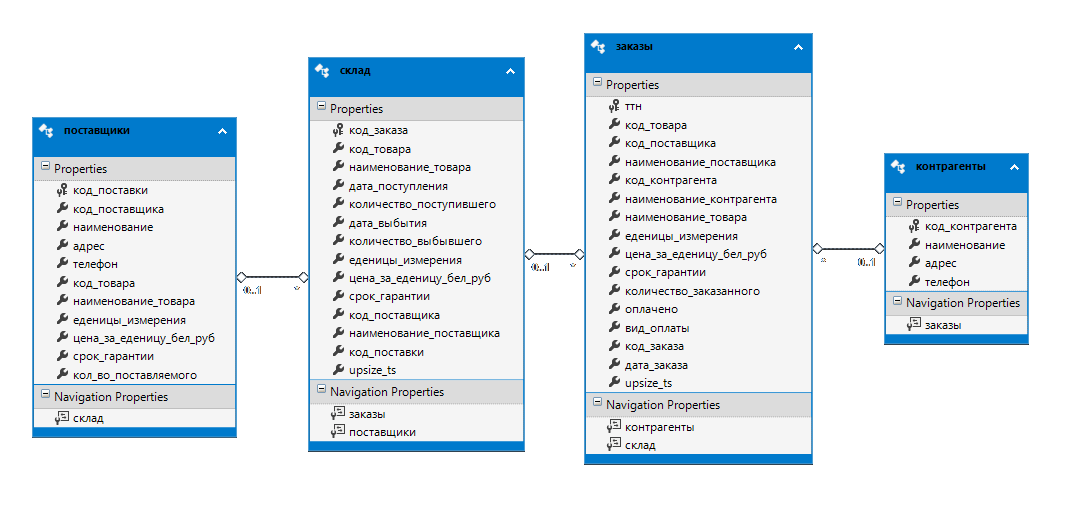 поставщики
Properties
код_поставки
код_поставщика
наименование
адрес
телефон
код_товара
наименование_товара
еденицы_измерения
цена_за_еденицу_бел_руб
срок_гарантии
кол_во_поставляемого
Navigation Properties
склад
0..1
*
склад
Properties
код_заказа
код_товара
наименование_товара
дата_поступления
количество_поступившего
дата_выбытия
количество_выбывшего
еденицы_измерения
цена_за_еденицу_бел_руб
срок_гарантии
код_поставщика
наименование_поставщика
код_поставки
upsize_ts
Navigation Properties
заказы
поставщики
0..1
*
заказы
Properties
ттн
код_товара
код_поставщика
наименование_поставщика
код_контрагента
наименование_контрагента
наименование_товара
еденицы_измерения
цена_за_еденицу_бел_руб
срок_гарантии
количество_заказанного
оплачено
вид_оплаты
код_заказа
дата_заказа
upsize_ts
Navigation Properties
контрагенты
склад
*
0..1
контрагенты
Properties
код_контрагента
наименование
адрес
телефон
Navigation Properties
заказы